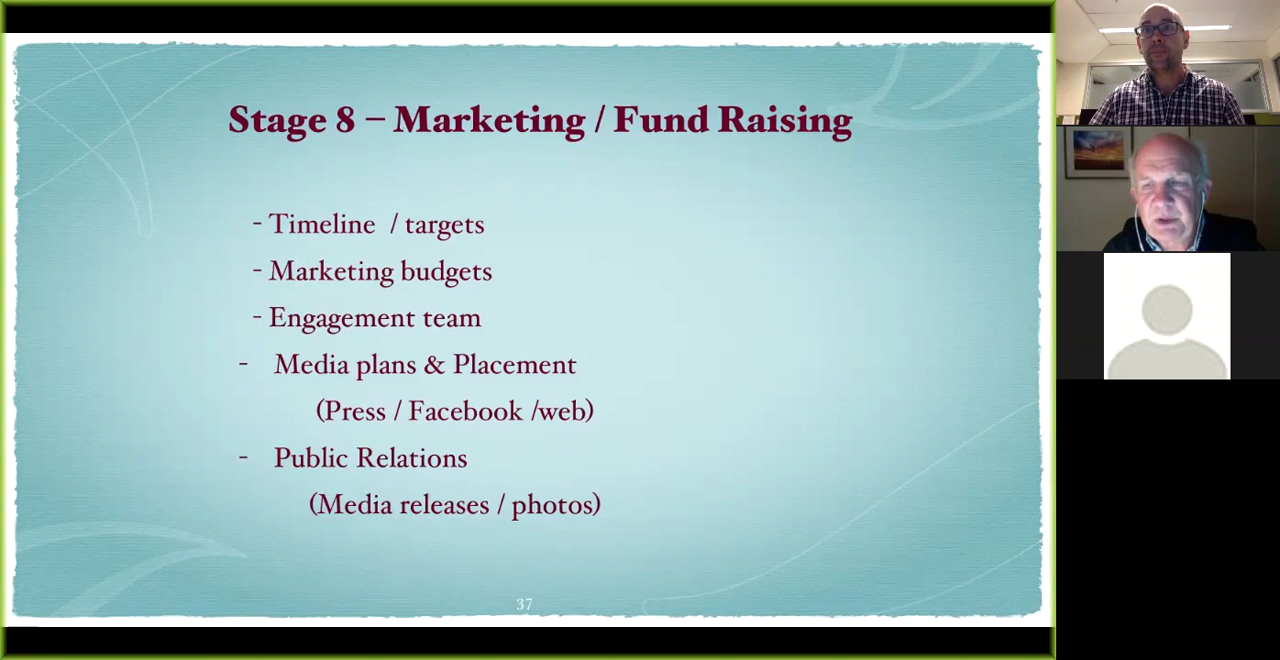 Stage 8 – Marketing / Fund Raising
- Timeline / targets
- Marketing budgets
- Engagement team
- Media plans & Placement
(Press / Facebook /web)
- Public Relations
(Media releases / photos)
37